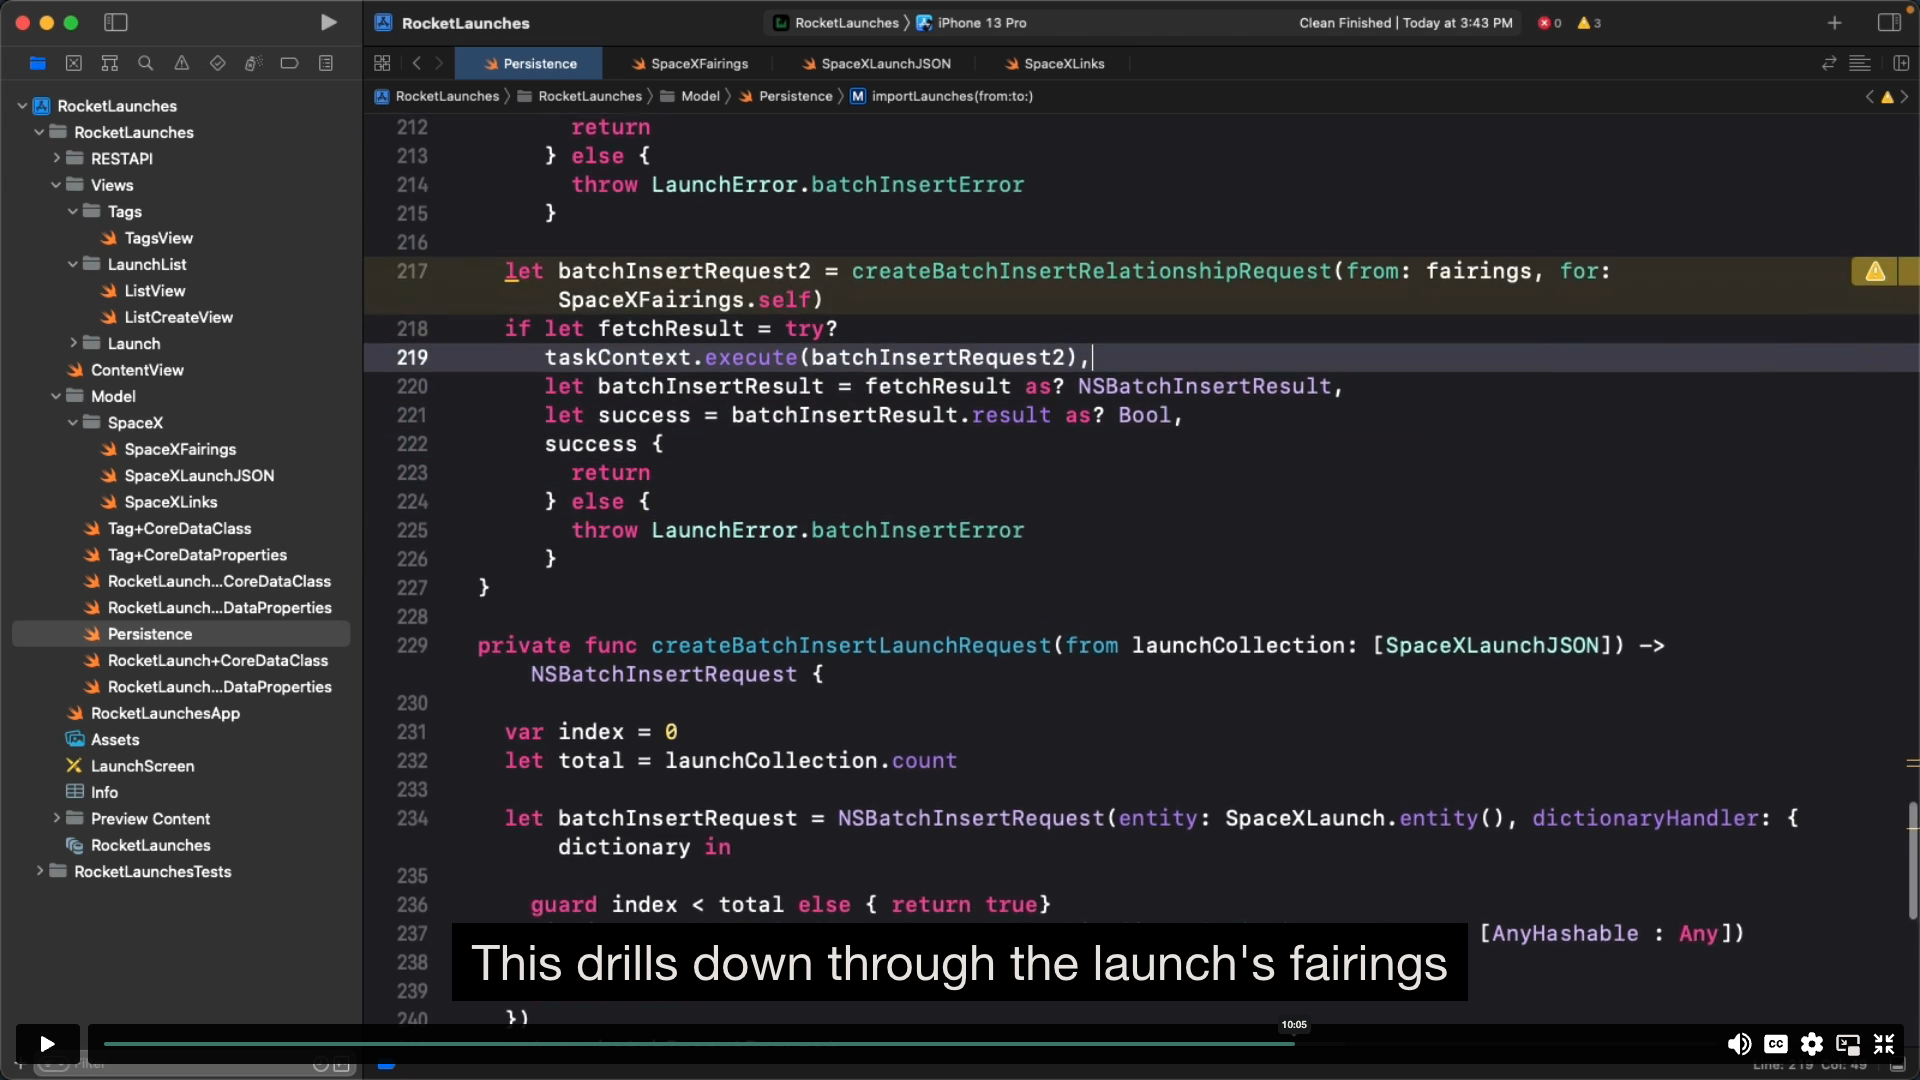 RocketLaunches
RocketLaunches
iPhone 13 Pro
Clean Finished | Today at 3:43 PM
0
3
Persistence
SpaceXFairings
SpaceXLaunchJSON
SpaceXLinks
RocketLaunches
RocketLaunches
Model
Persistence
M
importLaunches(from:to:)
RocketLaunches
RocketLaunches
RESTAPI
Views
Tags
TagsView
LaunchList
ListView
ListCreateView
Launch
ContentView
Model
SpaceX
SpaceXFairings
SpaceXLaunchJSON
SpaceXLinks
Tag+CoreDataClass
Tag+CoreDataProperties
RocketLaunch...CoreDataClass
RocketLaunch...DataProperties
Persistence
RocketLaunch+CoreDataClass
RocketLaunch...DataProperties
RocketLaunchesApp
Assets
LaunchScreen
Info
Preview Content
RocketLaunches
RocketLaunchesTests
Filter
212 return
213 } else {
214 throw LaunchError.batchInsertError
215 }
216
217 let batchInsertRequest2 = createBatchInsertRelationshipRequest(from: fairings, for:
SpaceXFairings.self)
218 if let fetchResult = try?
219 taskContext.execute(batchInsertRequest2),
220 let batchInsertResult = fetchResult as? NSBatchInsertResult,
221 let success = batchInsertResult.result as? Bool,
222 success {
223 return
224 } else {
225 throw LaunchError.batchInsertError
226 }
227 }
228
229 private func createBatchInsertLaunchRequest(from launchCollection: [SpaceXLaunchJSON]) ->
NSBatchInsertRequest {
230
231 var index = 0
232 let total = launchCollection.count
233
234 let batchInsertRequest = NSBatchInsertRequest(entity: SpaceXLaunch.entity(), dictionaryHandler: {
dictionary in
235
236 guard index < total else { return true}
237 [AnyHashable : Any])
238
239
240 })
This drills down through the launch's fairings
10:05
CC
Line: 219 Col: 49